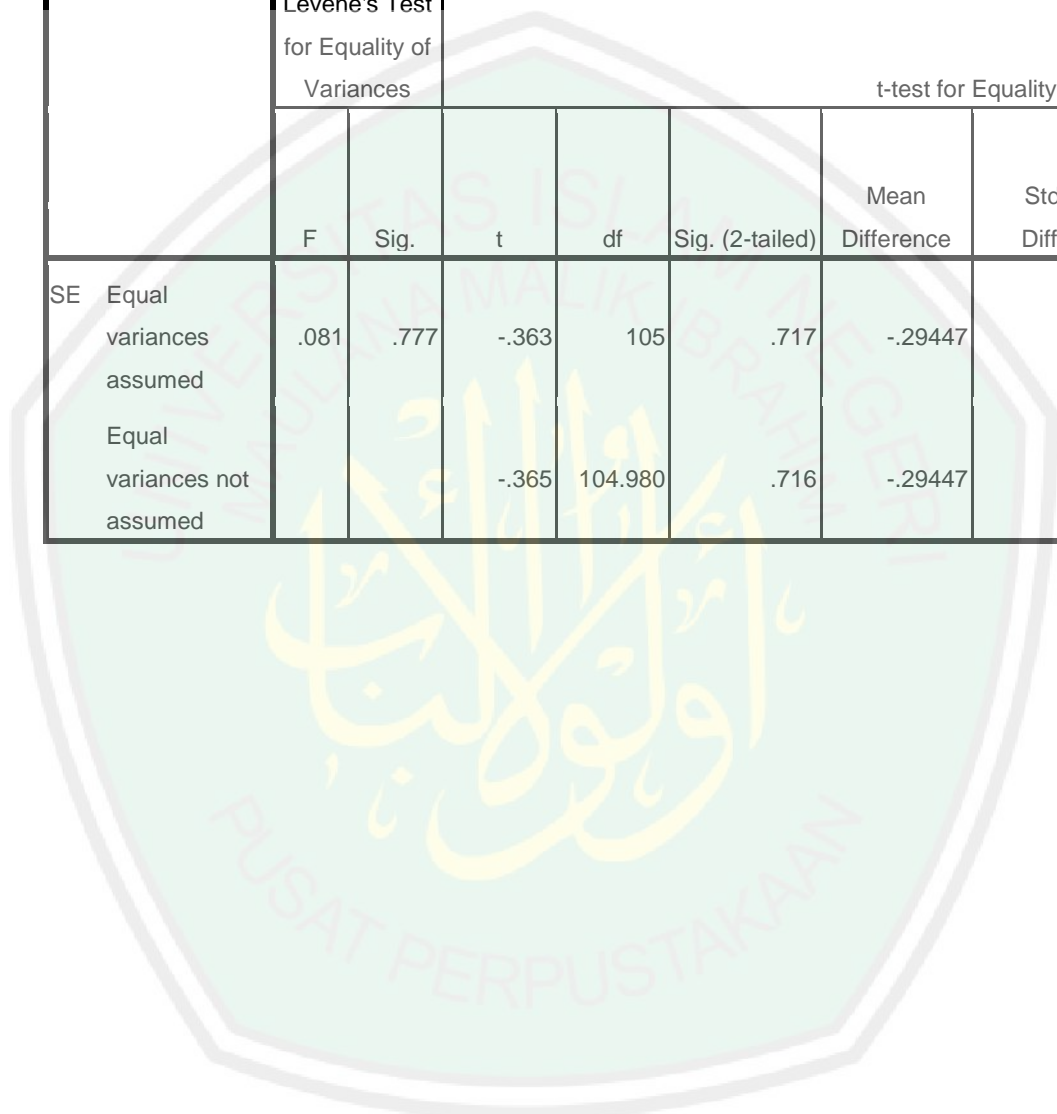 Levene's Test
for Equality of
Variances
t-test for Equality
F Sig. t df Sig. (2-tailed) Mean Difference
SE Equal variances assumed .081 .777 -.363 105 .717 -.29447
Equal variances not assumed -.365 104.980 .716 -.29447
UNIVERSITAS ISLAM NEGERI
MAULANA MALIK IBRAHIM
أولوا الألباب
PUSAT PERPUSTAKAAN